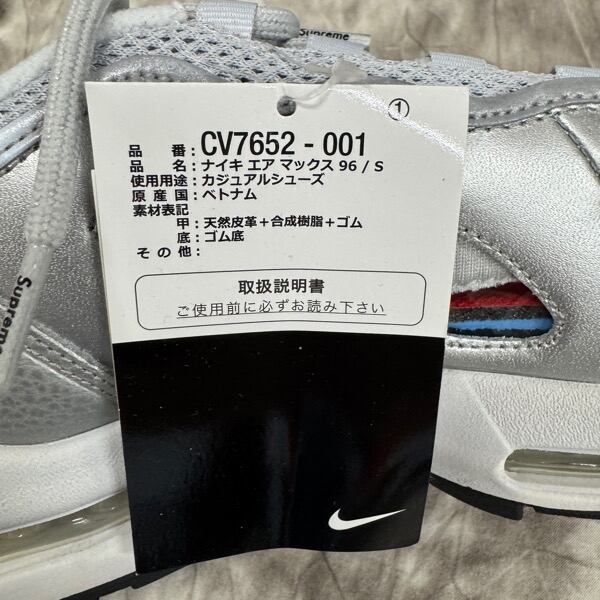 Supreme
①
品番：CV7652 - 001
品名：ナイキ エア マックス 96 / S
使用用途：カジュアルシューズ
原産国：ベトナム
素材表記
甲：天然皮革＋合成樹脂＋ゴム
底：ゴム底
その他：
取扱説明書
ご使用前に必ずお読み下さい
Supreme